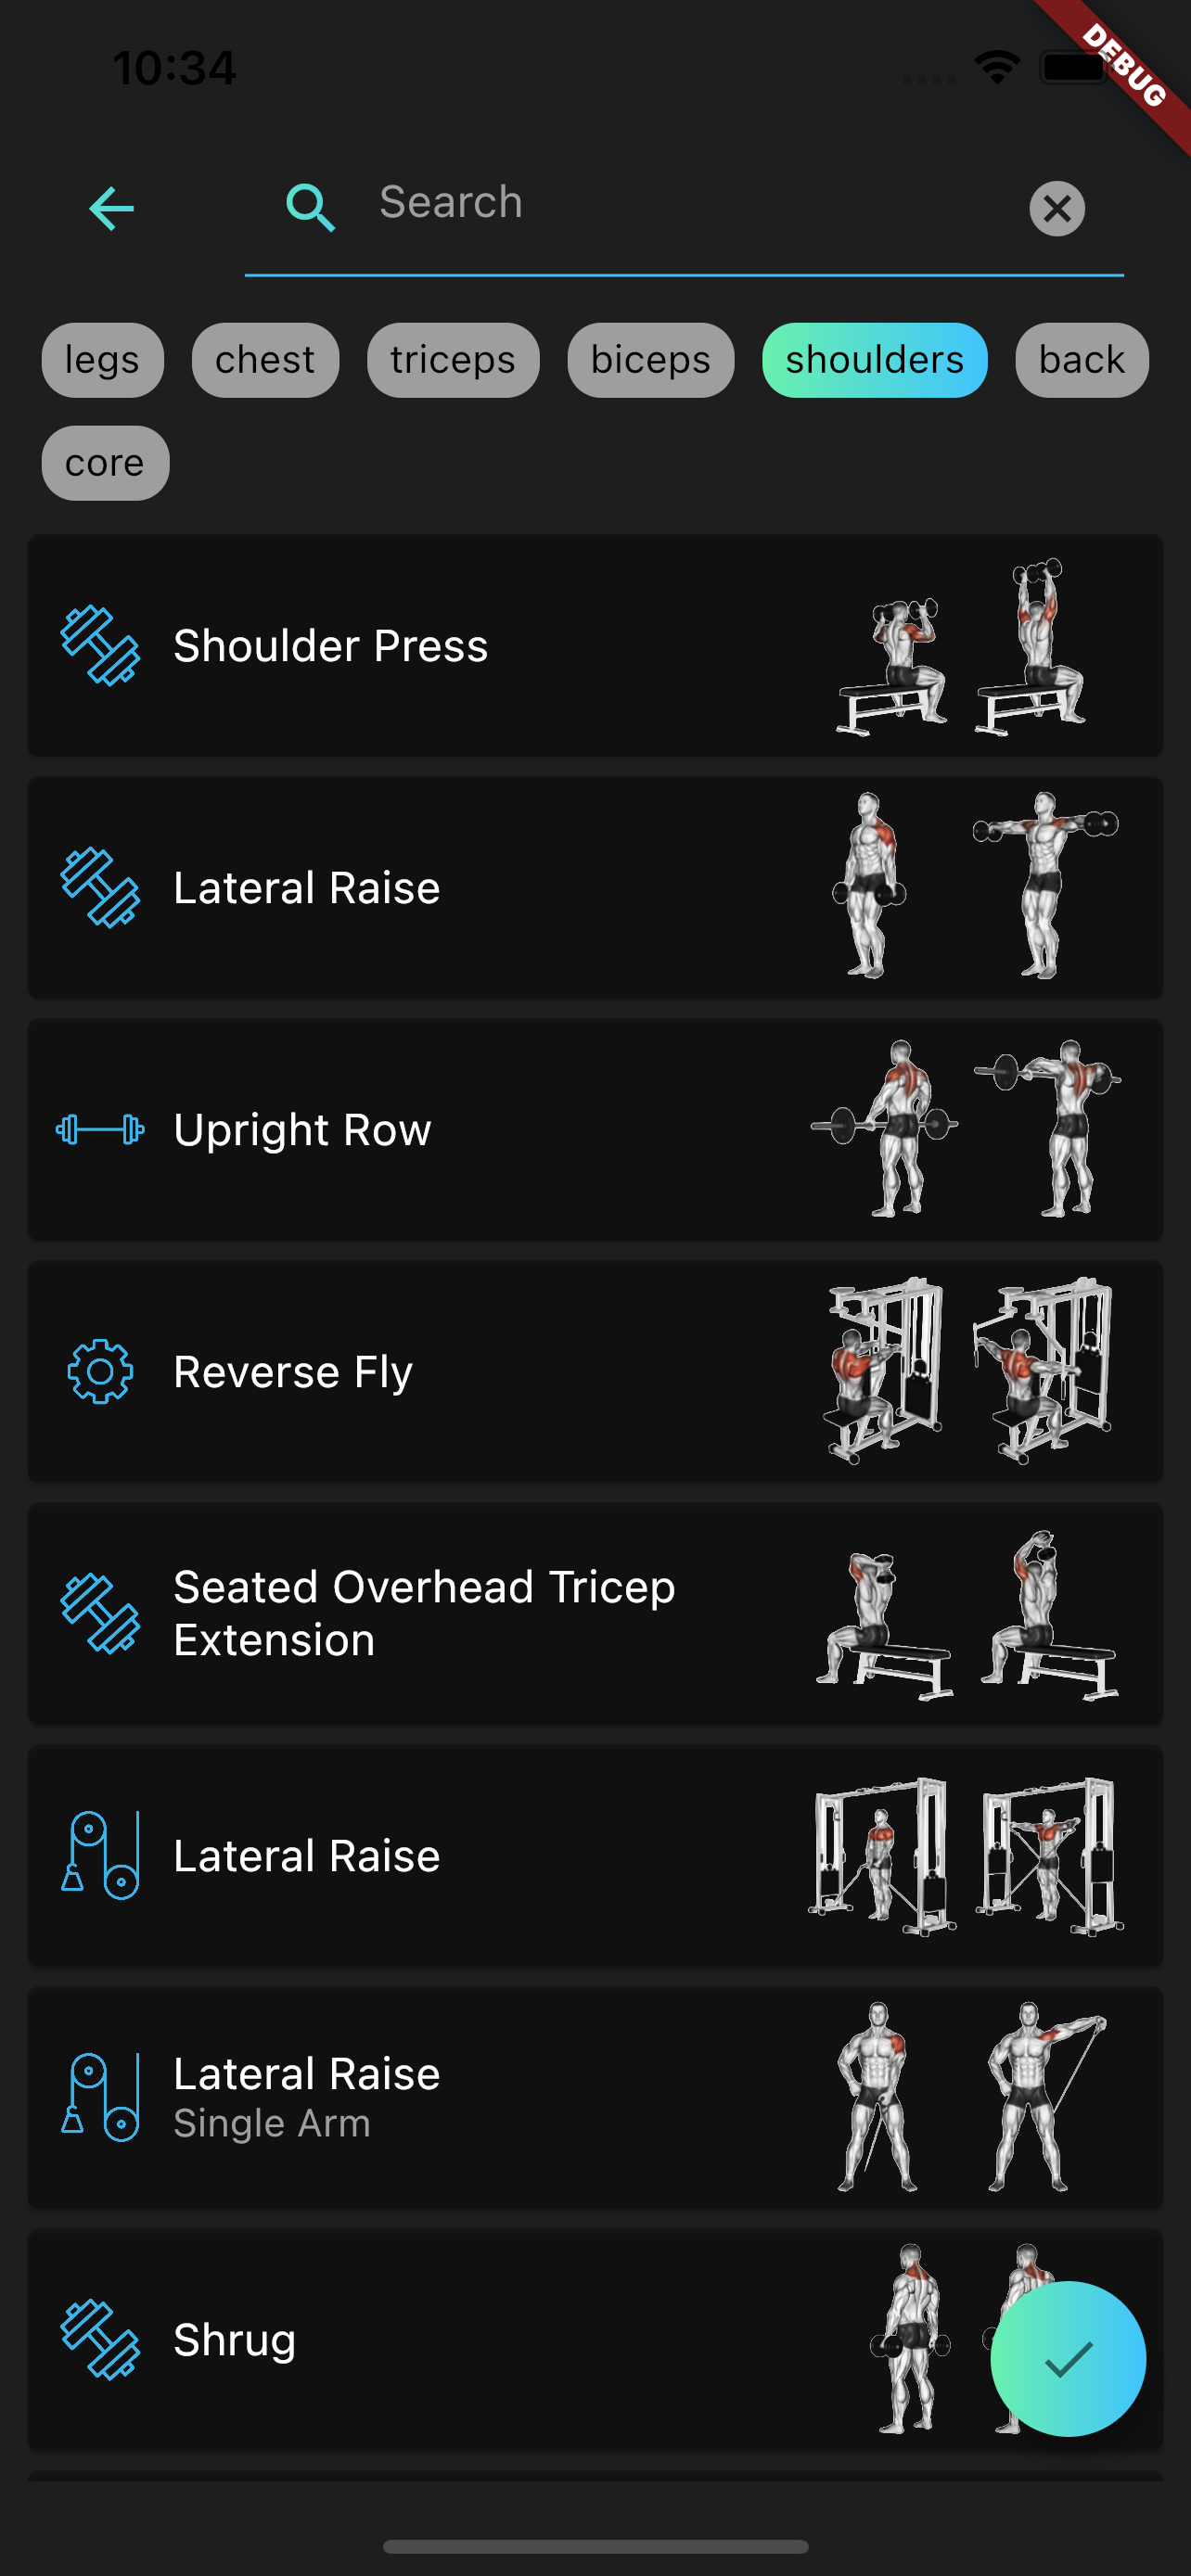 10:34
DEBUG
Search
legs chest triceps biceps shoulders back
core
Shoulder Press
Lateral Raise
Upright Row
Reverse Fly
Seated Overhead Tricep
Extension
Lateral Raise
Lateral Raise
Single Arm
Shrug